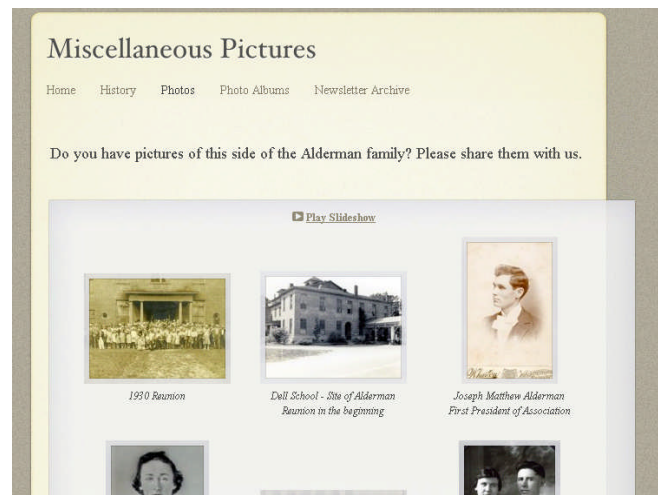 Miscellaneous Pictures
Home History Photos Photo Albums Newsletter Archive
Do you have pictures of this side of the Alderman family? Please share them with us.
Play Slideshow
1930 Reunion
Dell School - Site of Alderman
Reunion in the beginning
Joseph Matthew Alderman
First President of Association